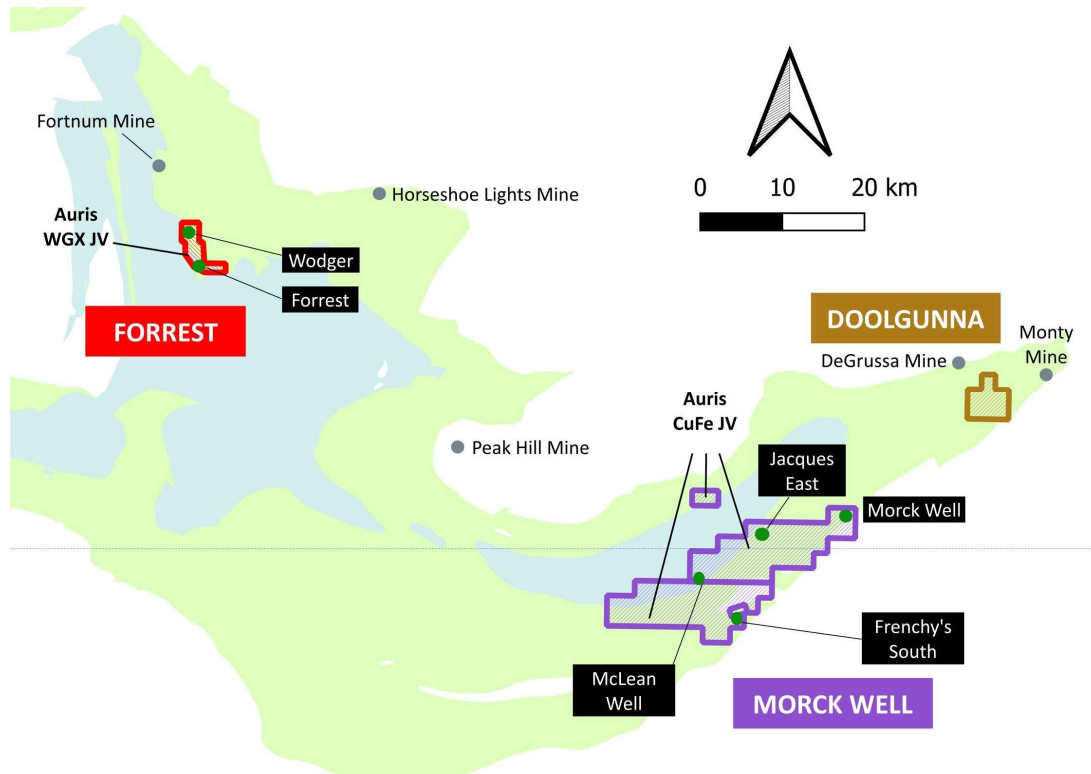 Fortnum Mine
Horseshoe Lights Mine
Auris
WGX JV
Wodger
Forrest
FORREST
0 10 20 km
DOOLGUNNA
Monty
Mine
DeGrussa Mine
Auris
CuFe JV
Peak Hill Mine
Jacques
East
Morck Well
Frenchy's
South
McLean
Well
MORCK WELL